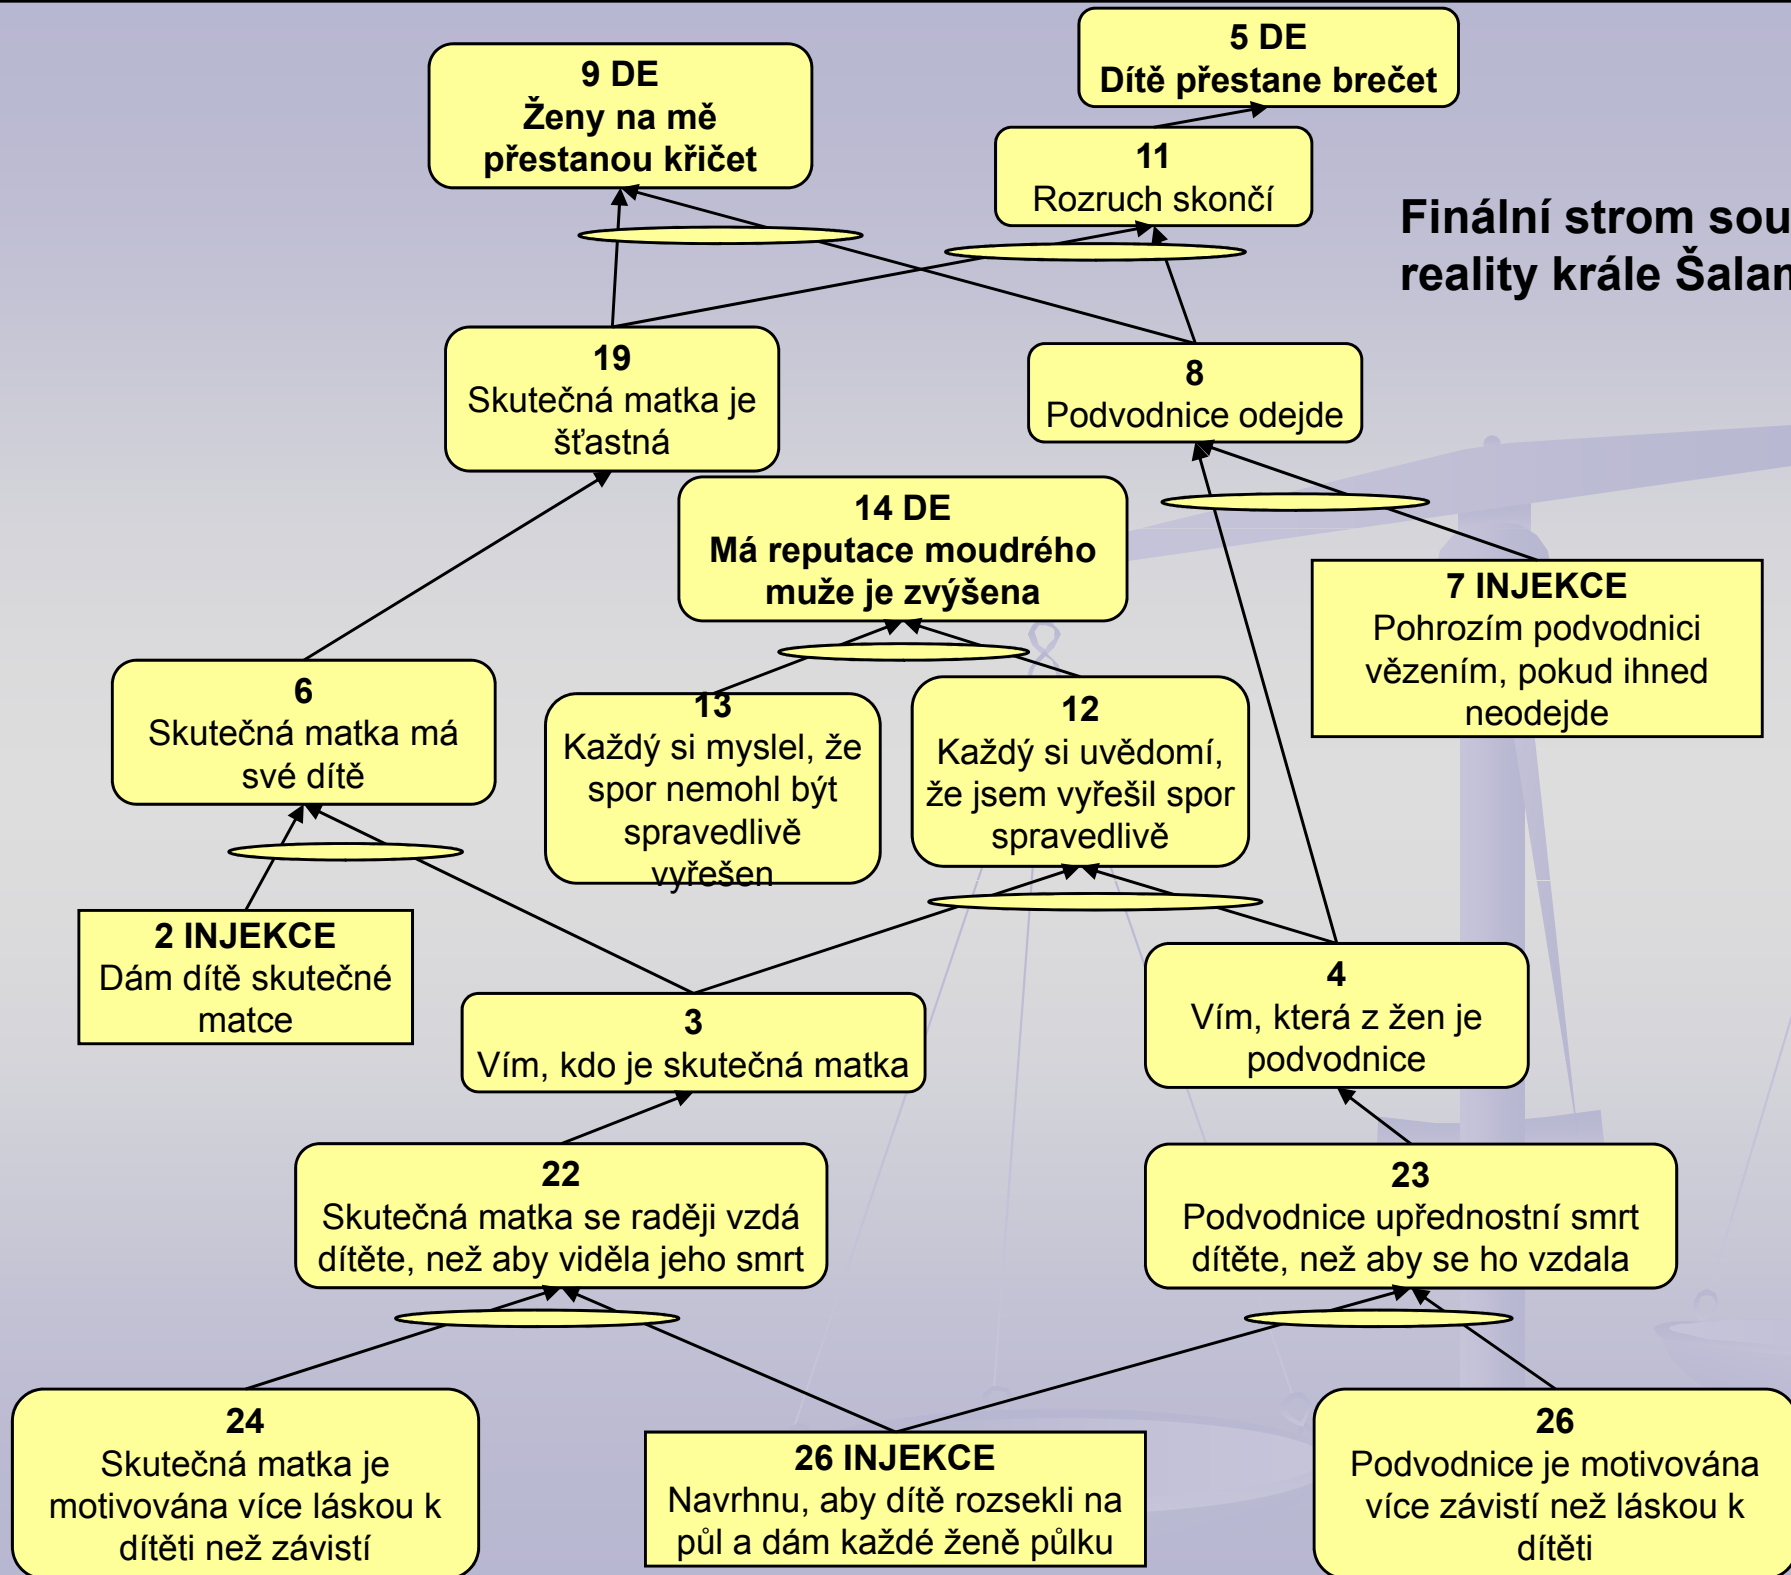 5 DE
Dítě přestane brečet
9 DE
Ženy na mě
přestanou křičet
11
Rozruch skončí
Finální strom sou
reality krále Šalam
19
Skutečná matka je
šťastná
8
Podvodnice odejde
14 DE
Má reputace moudrého
muže je zvýšena
7 INJEKCE
Pohrozím podvodnici
vězením, pokud ihned
neodejde
6
Skutečná matka má
své dítě
13
Každý si myslel, že
spor nemohl být
spravedlivě
vyřešen
12
Každý si uvědomí,
že jsem vyřešil spor
spravedlivě
2 INJEKCE
Dám dítě skutečné
matce
3
Vím, kdo je skutečná matka
4
Vím, která z žen je
podvodnice
22
Skutečná matka se raději vzdá
dítěte, než aby viděla jeho smrt
23
Podvodnice upřednostní smrt
dítěte, než aby se ho vzdala
24
Skutečná matka je
motivována více láskou k
dítěti než závistí
26 INJEKCE
Navrhnu, aby dítě rozsekli na
půl a dám každé ženě půlku
26
Podvodnice je motivována
více závistí než láskou k
dítěti